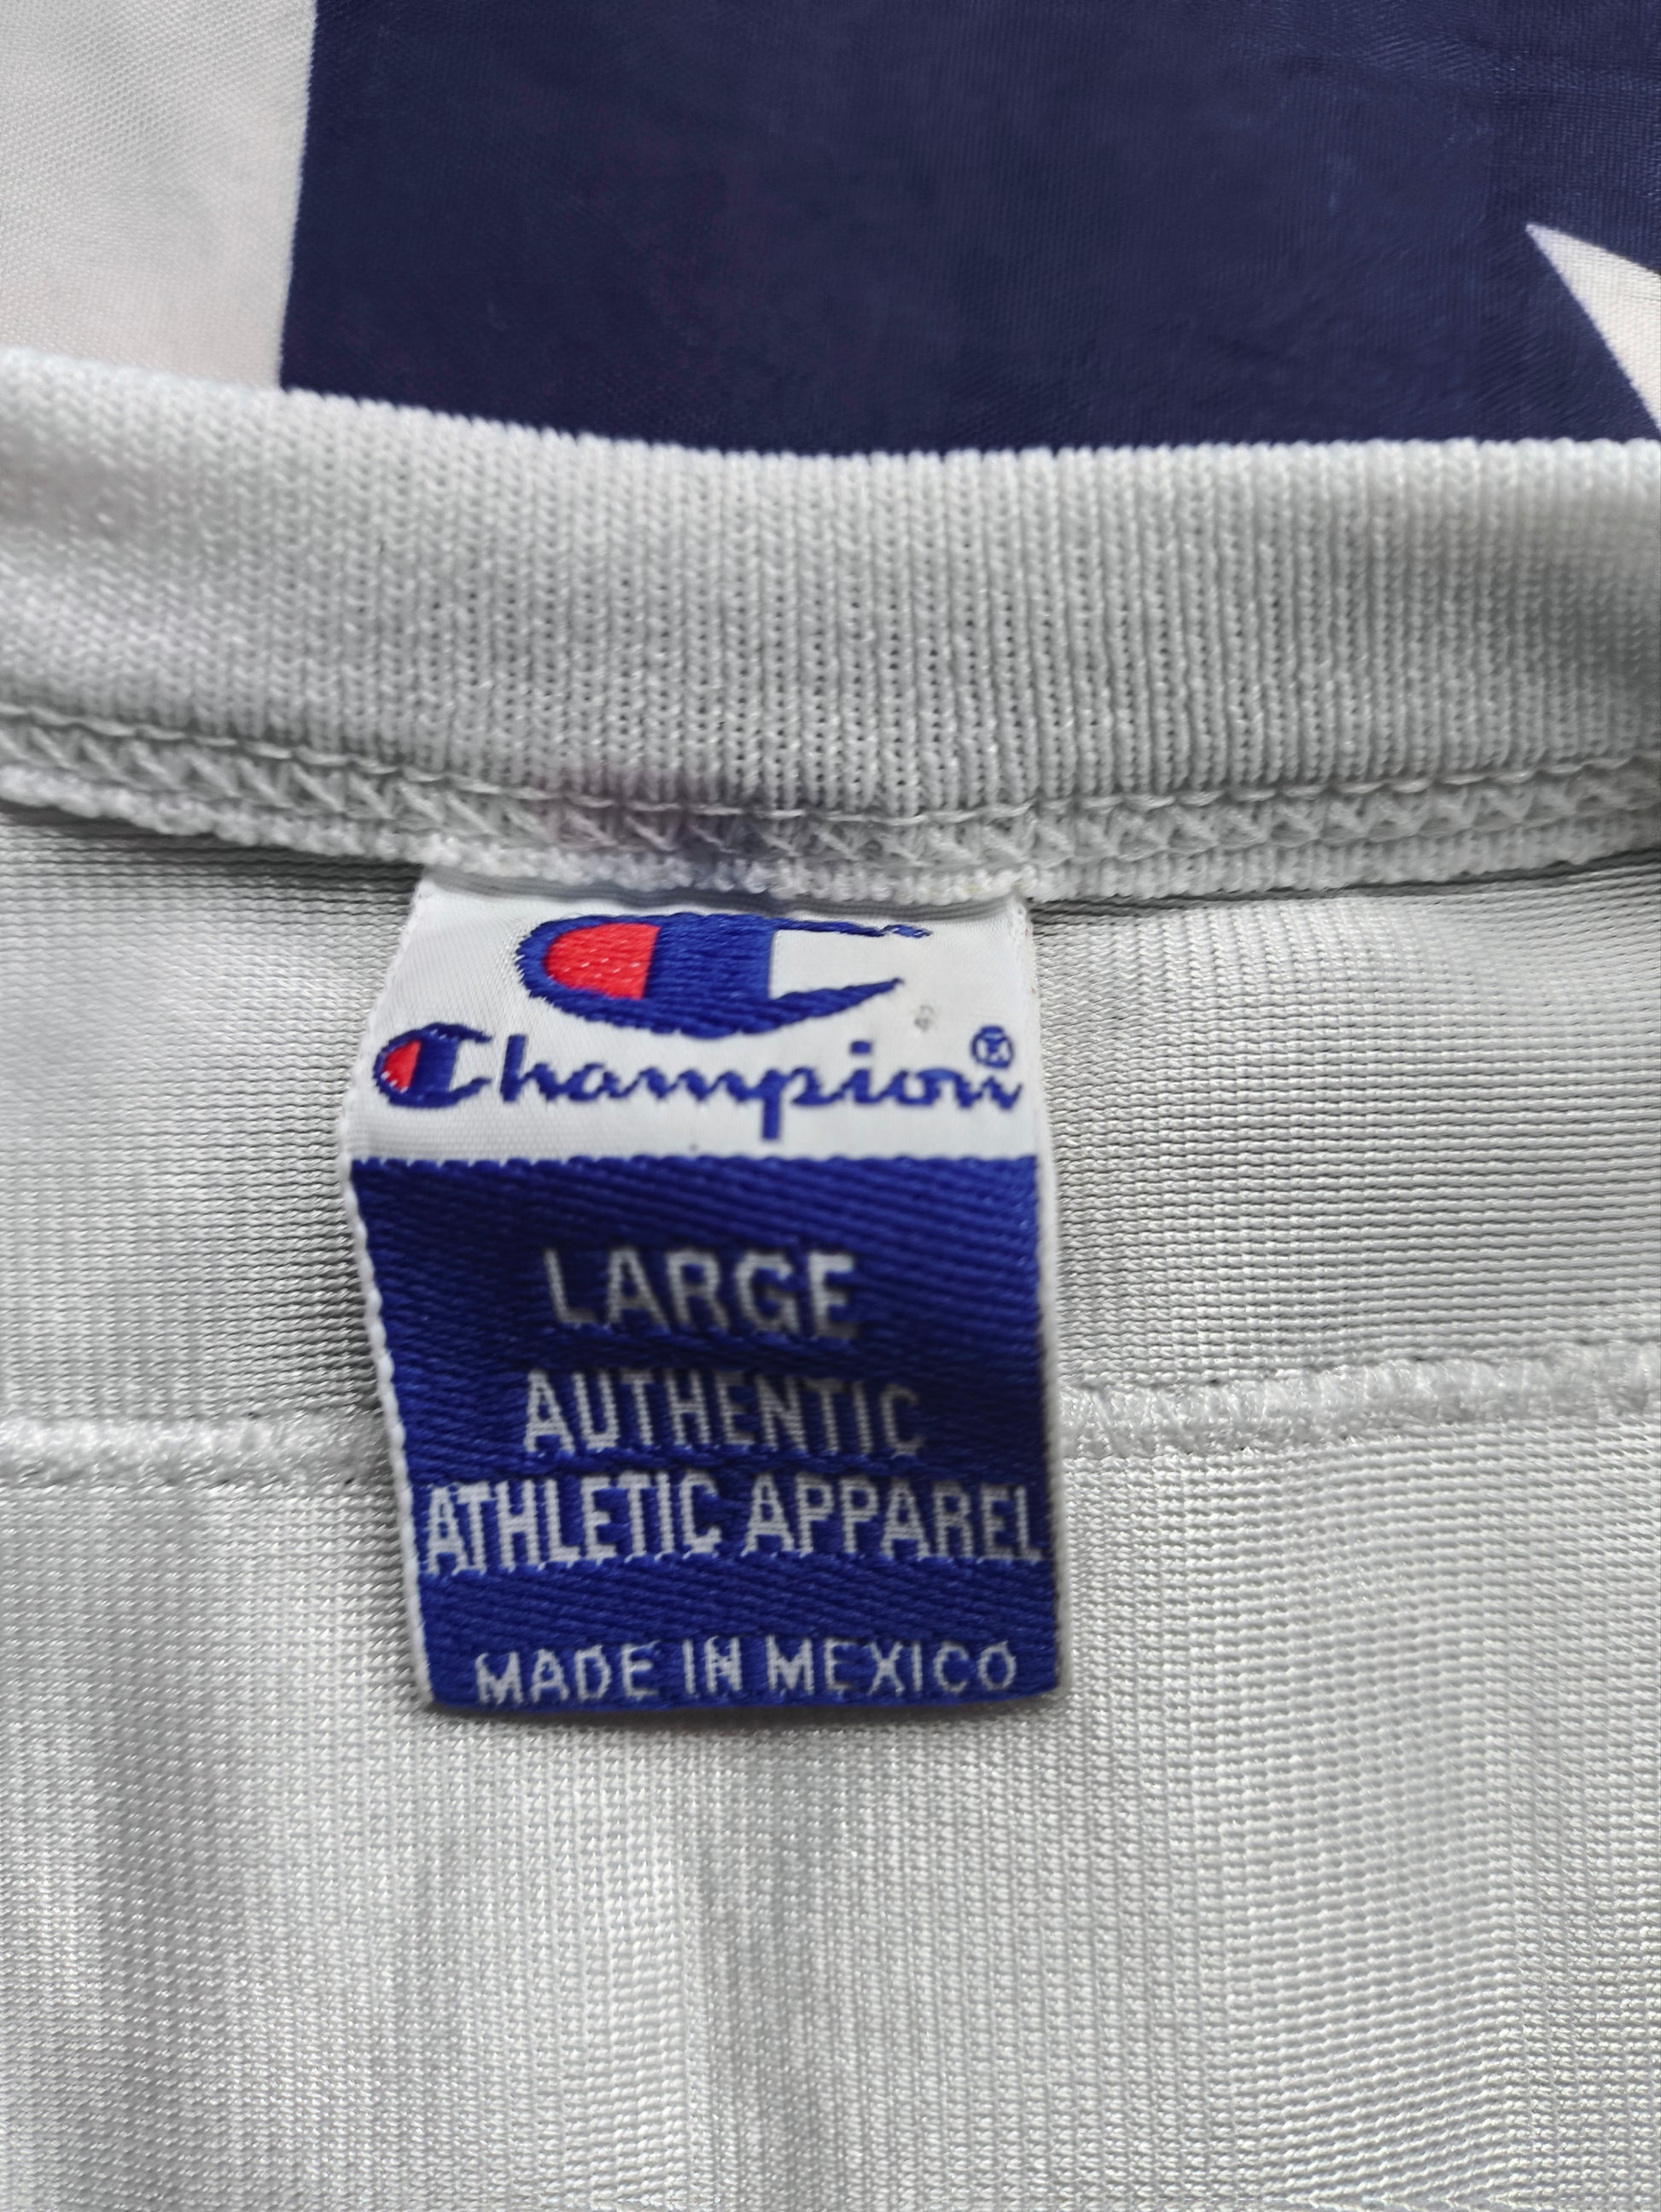 Champion®
LARGE
AUTHENTIC
ATHLETIC APPAREL
MADE IN MEXICO